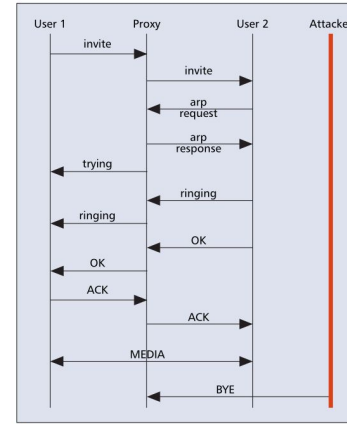 User 1 Proxy User 2 Attacke
invite
invite
arp
request
arp
response
trying
ringing
ringing
OK
OK
ACK
ACK
MEDIA
BYE